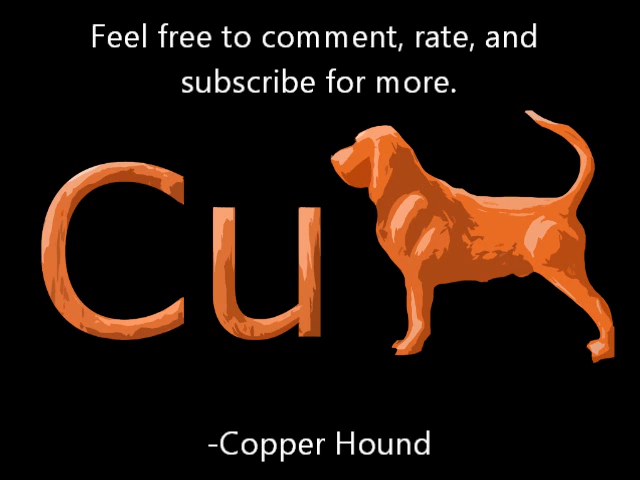 Feel free to comment, rate, and
subscribe for more.
Cu
-Copper Hound